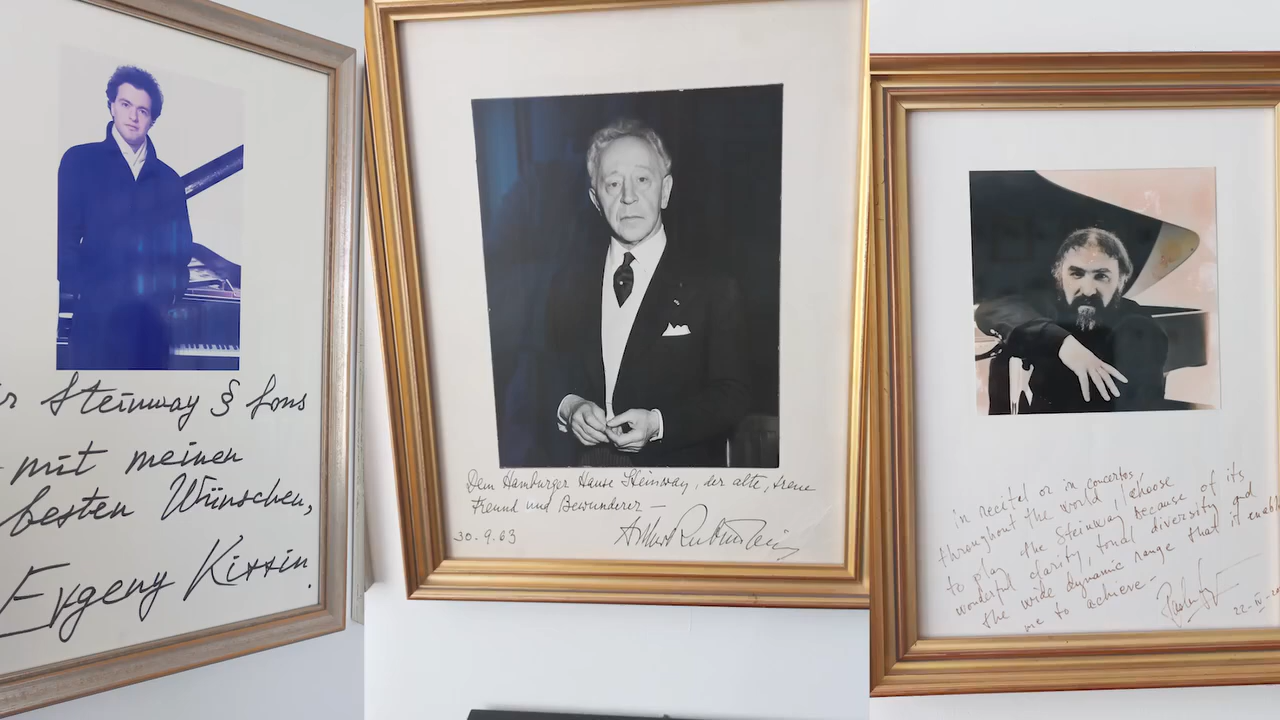 Steinway & Sons
mit meinen
besten Wünschen,
Evgeny Kissin.
Dem Hamburger Hause Steinway, der alte, treue
Freund und Bewunderer –
30.9.63 Arthur Rubinstein
in recital or in concertos,
throughout the world I choose
to play the Steinway because of its
wonderful clarity, tonal diversity and
the wide dynamic range that it enables
me to achieve –